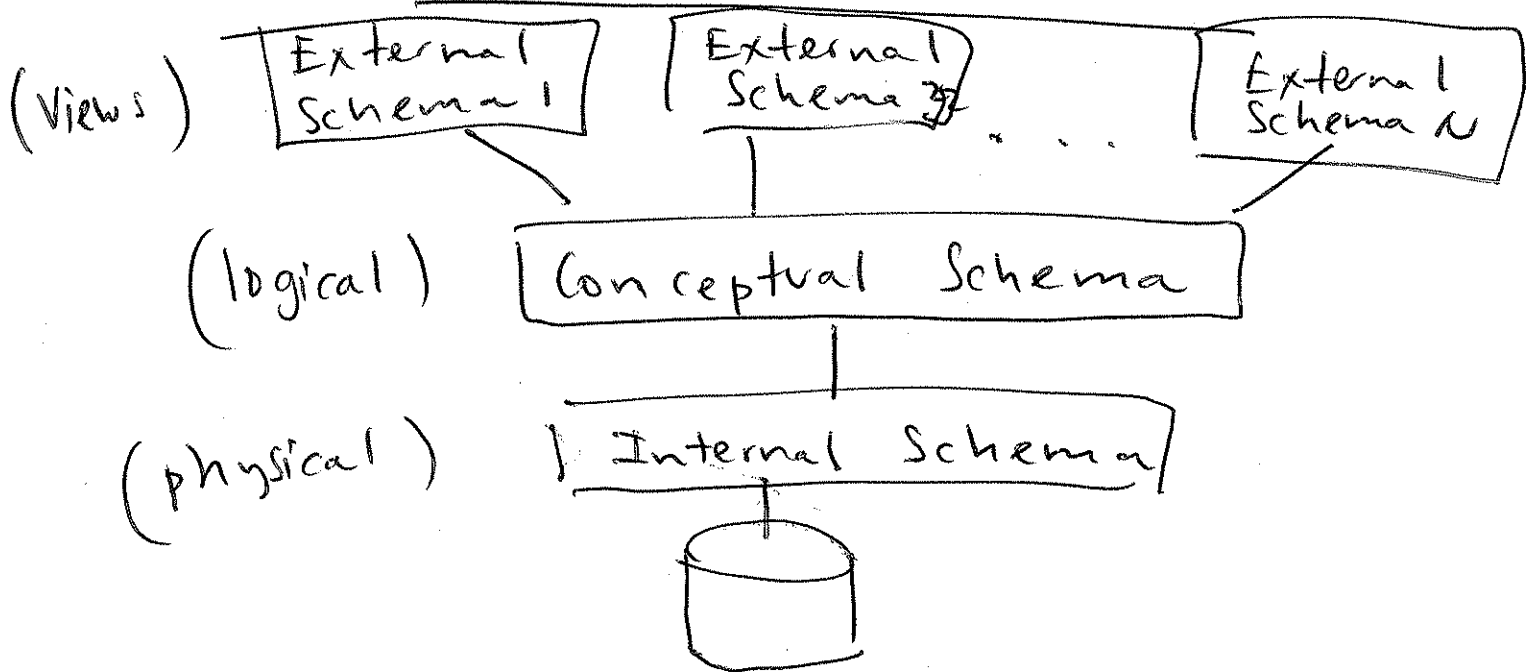 (Views)
External
Schema 1
External
Schema 2
. . .
External
Schema N
(logical)
Conceptual Schema
(physical)
Internal Schema